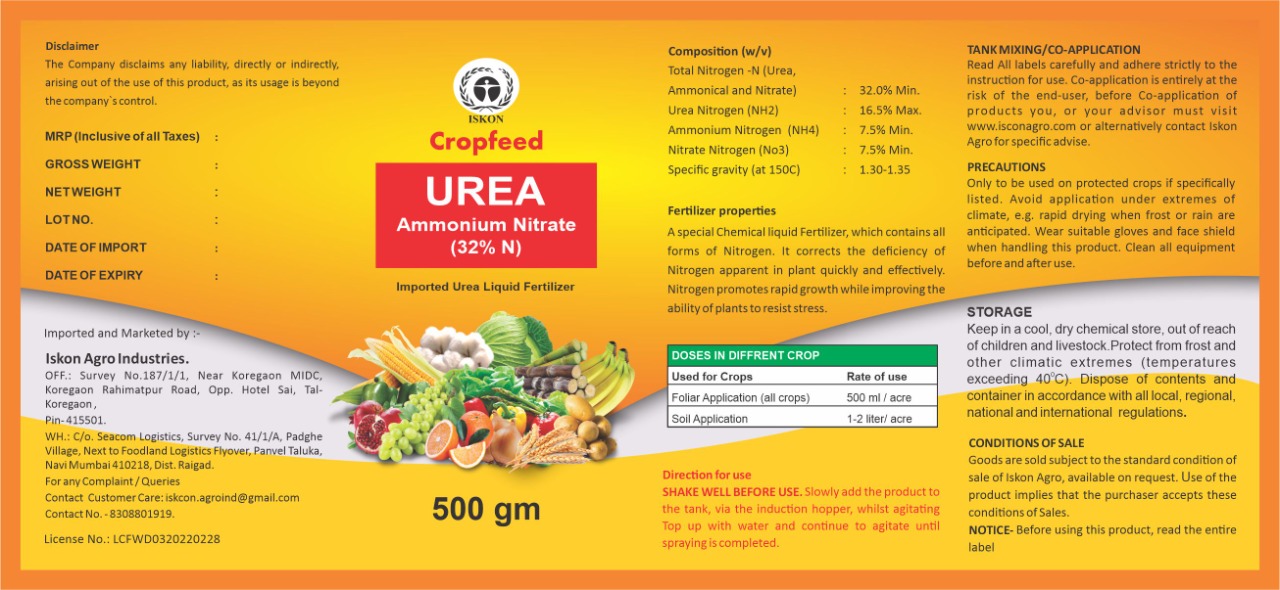 Disclaimer
The Company disclaims any liability, directly or indirectly,
arising out of the use of this product, as its usage is beyond
the company`s control.
MRP (Inclusive of all Taxes) :
GROSS WEIGHT :
NET WEIGHT :
LOT NO. :
DATE OF IMPORT :
DATE OF EXPIRY :
Imported and Marketed by :-
Iskon Agro Industries.
OFF.: Survey No.187/1/1, Near Koregaon MIDC,
Koregaon Rahimatpur Road, Opp. Hotel Sai, Tal-
Koregaon ,
Pin- 415501.
WH.: C/o. Seacom Logistics, Survey No. 41/1/A, Padghe
Village, Next to Foodland Logistics Flyover, Panvel Taluka,
Navi Mumbai 410218, Dist. Raigad.
For any Complaint / Queries
Contact Customer Care: iskcon.agroind@gmail.com
Contact No. - 8308801919.
License No.: LCFWD0320220228
ISKON
Cropfeed
UREA
Ammonium Nitrate
(32% N)
Imported Urea Liquid Fertilizer
500 gm
Composition (w/v)
Total Nitrogen -N (Urea,
Ammonical and Nitrate) : 32.0% Min.
Urea Nitrogen (NH2) : 16.5% Max.
Ammonium Nitrogen (NH4) : 7.5% Min.
Nitrate Nitrogen (No3) : 7.5% Min.
Specific gravity (at 150C) : 1.30-1.35
Fertilizer properties
A special Chemical liquid Fertilizer, which contains all
forms of Nitrogen. It corrects the deficiency of
Nitrogen apparent in plant quickly and effectively.
Nitrogen promotes rapid growth while improving the
ability of plants to resist stress.
DOSES IN DIFFRENT CROP
Used for Crops Rate of use
Foliar Application (all crops) 500 ml / acre
Soil Application 1-2 liter/ acre
Direction for use
SHAKE WELL BEFORE USE. Slowly add the product to
the tank, via the induction hopper, whilst agitating
Top up with water and continue to agitate until
spraying is completed.
TANK MIXING/CO-APPLICATION
Read All labels carefully and adhere strictly to the
instruction for use. Co-application is entirely at the
risk of the end-user, before Co-application of
products you, or your advisor must visit
www.isconagro.com or alternatively contact Iskon
Agro for specific advise.
PRECAUTIONS
Only to be used on protected crops if specifically
listed. Avoid application under extremes of
climate, e.g. rapid drying when frost or rain are
anticipated. Wear suitable gloves and face shield
when handling this product. Clean all equipment
before and after use.
STORAGE
Keep in a cool, dry chemical store, out of reach
of children and livestock.Protect from frost and
other climatic extremes (temperatures
exceeding 40°C). Dispose of contents and
container in accordance with all local, regional,
national and international regulations.
CONDITIONS OF SALE
Goods are sold subject to the standard condition of
sale of Iskon Agro, available on request. Use of the
product implies that the purchaser accepts these
conditions of Sales.
NOTICE- Before using this product, read the entire
label